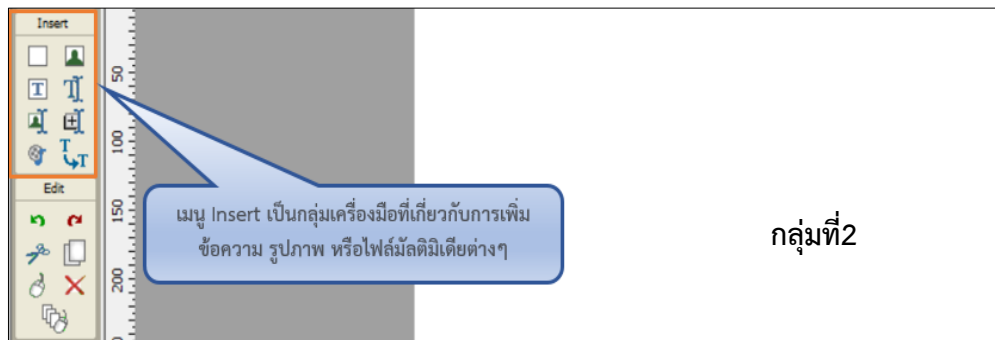 Insert
T
T
T
T
Edit
50
100
150
200
เมนู Insert เป็นกลุ่มเครื่องมือที่เกี่ยวกับการเพิ่ม
ข้อความ รูปภาพ หรือไฟล์มัลติมิเดียต่างๆ
กลุ่มที่2